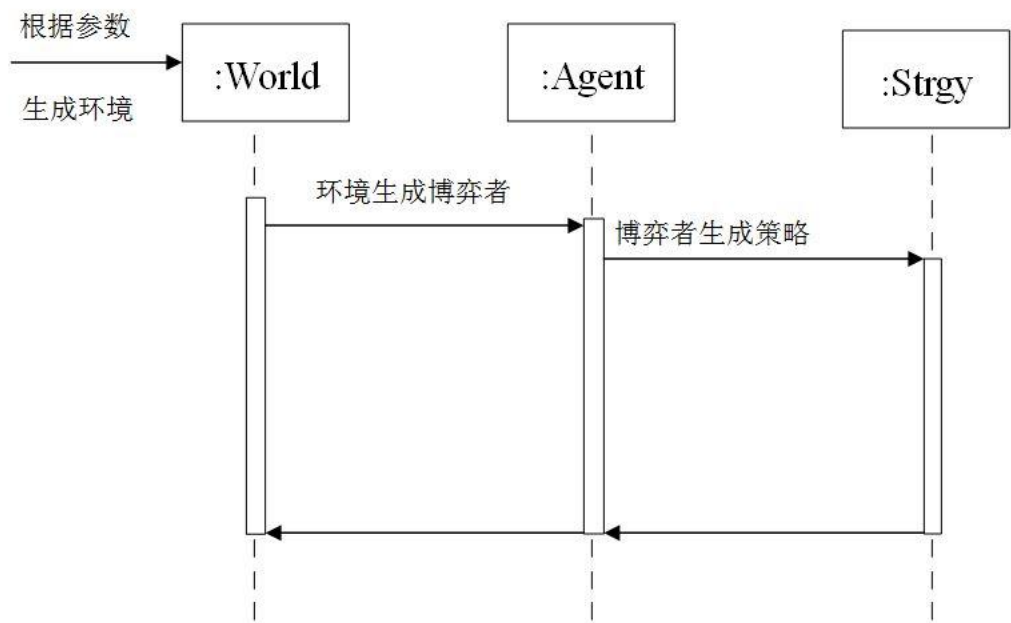 根据参数
生成环境
:World
:Agent
:Strgy
环境生成博弈者
博弈者生成策略